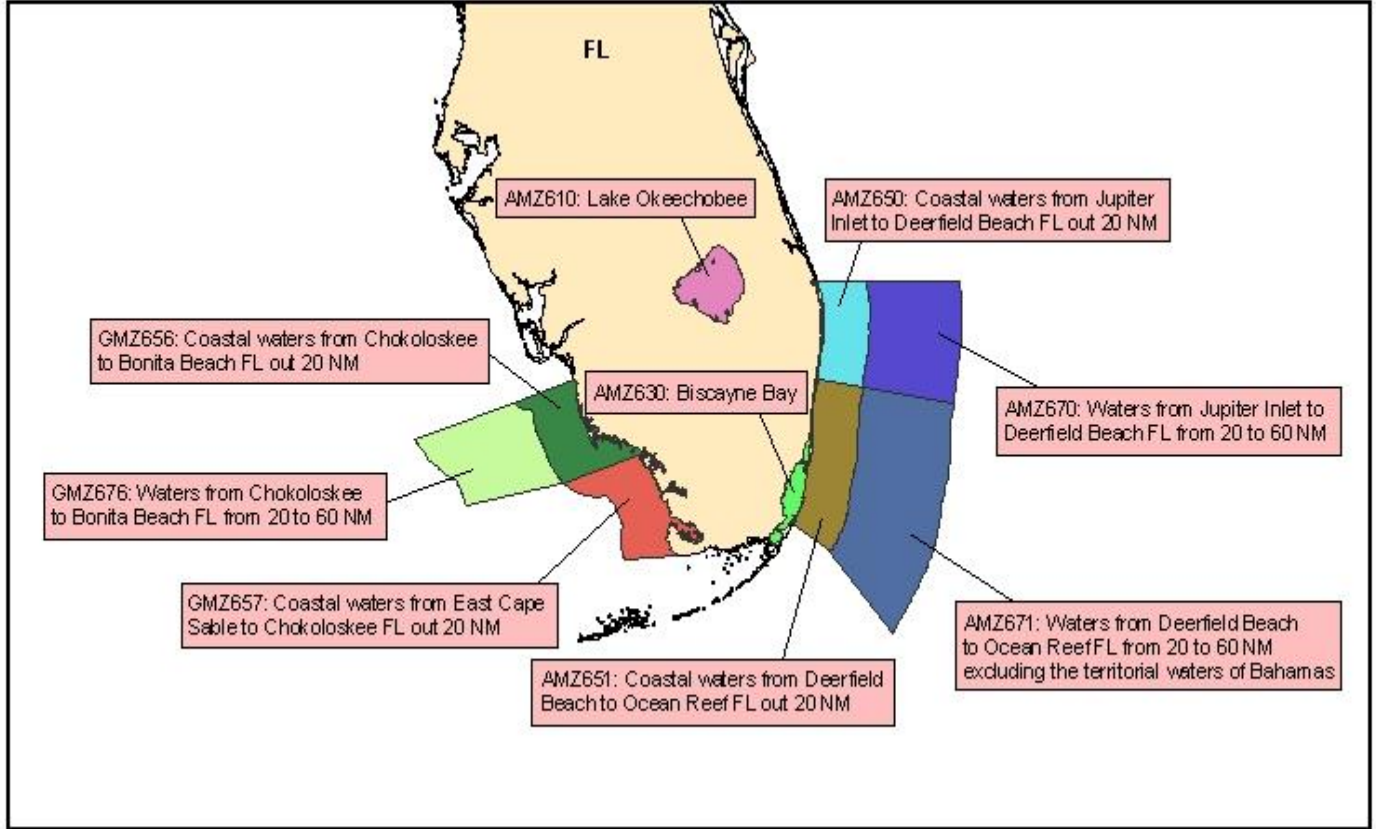 FL
AMZ610: Lake Okeechobee
AMZ650: Coastal waters from Jupiter
Inlet to Deerfield Beach FL out 20 NM
GMZ656: Coastal waters from Chokoloskee
to Bonita Beach FL out 20 NM
AMZ630: Biscayne Bay
AMZ670: Waters from Jupiter Inlet to
Deerfield Beach FL from 20 to 60 NM
GMZ676: Waters from Chokoloskee
to Bonita Beach FL from 20 to 60 NM
GMZ657: Coastal waters from East Cape
Sable to Chokoloskee FL out 20 NM
AMZ671: Waters from Deerfield Beach
to Ocean Reef FL from 20 to 60 NM
excluding the territorial waters of Bahamas
AMZ651: Coastal waters from Deerfield
Beach to Ocean Reef FL out 20 NM